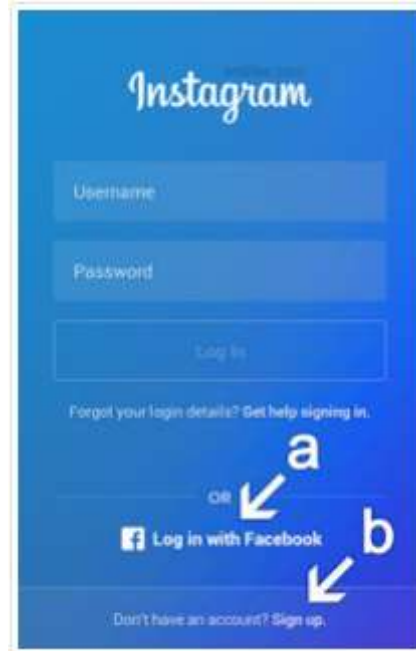 Instagram
Username
Password
Log In
Forgot your login details? Get help signing in.
a
OR
Log in with Facebook
b
Don't have an account? Sign up.